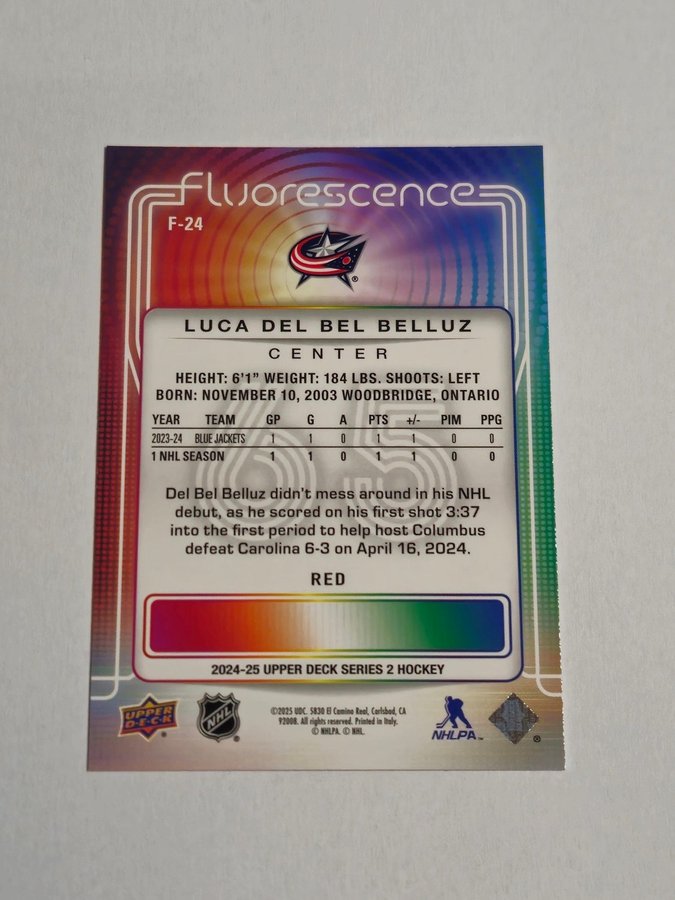 Fluorescence
F-24
®
LUCA DEL BEL BELLUZ
CENTER
HEIGHT: 6'1" WEIGHT: 184 LBS. SHOOTS: LEFT
BORN: NOVEMBER 10, 2003 WOODBRIDGE, ONTARIO
YEAR TEAM GP G A PTS +/- PIM PPG
2023-24 BLUE JACKETS 1 1 0 1 1 0 0
1 NHL SEASON 1 1 0 1 1 0 0
65
Del Bel Belluz didn't mess around in his NHL
debut, as he scored on his first shot 3:37
into the first period to help host Columbus
defeat Carolina 6-3 on April 16, 2024.
RED
2024-25 UPPER DECK SERIES 2 HOCKEY
UPPER DECK
NHL
©2025 UDC. 5830 El Camino Real, Carlsbad, CA
92008. All rights reserved. Printed in Italy.
© NHLPA. © NHL.
NHLPA™
®